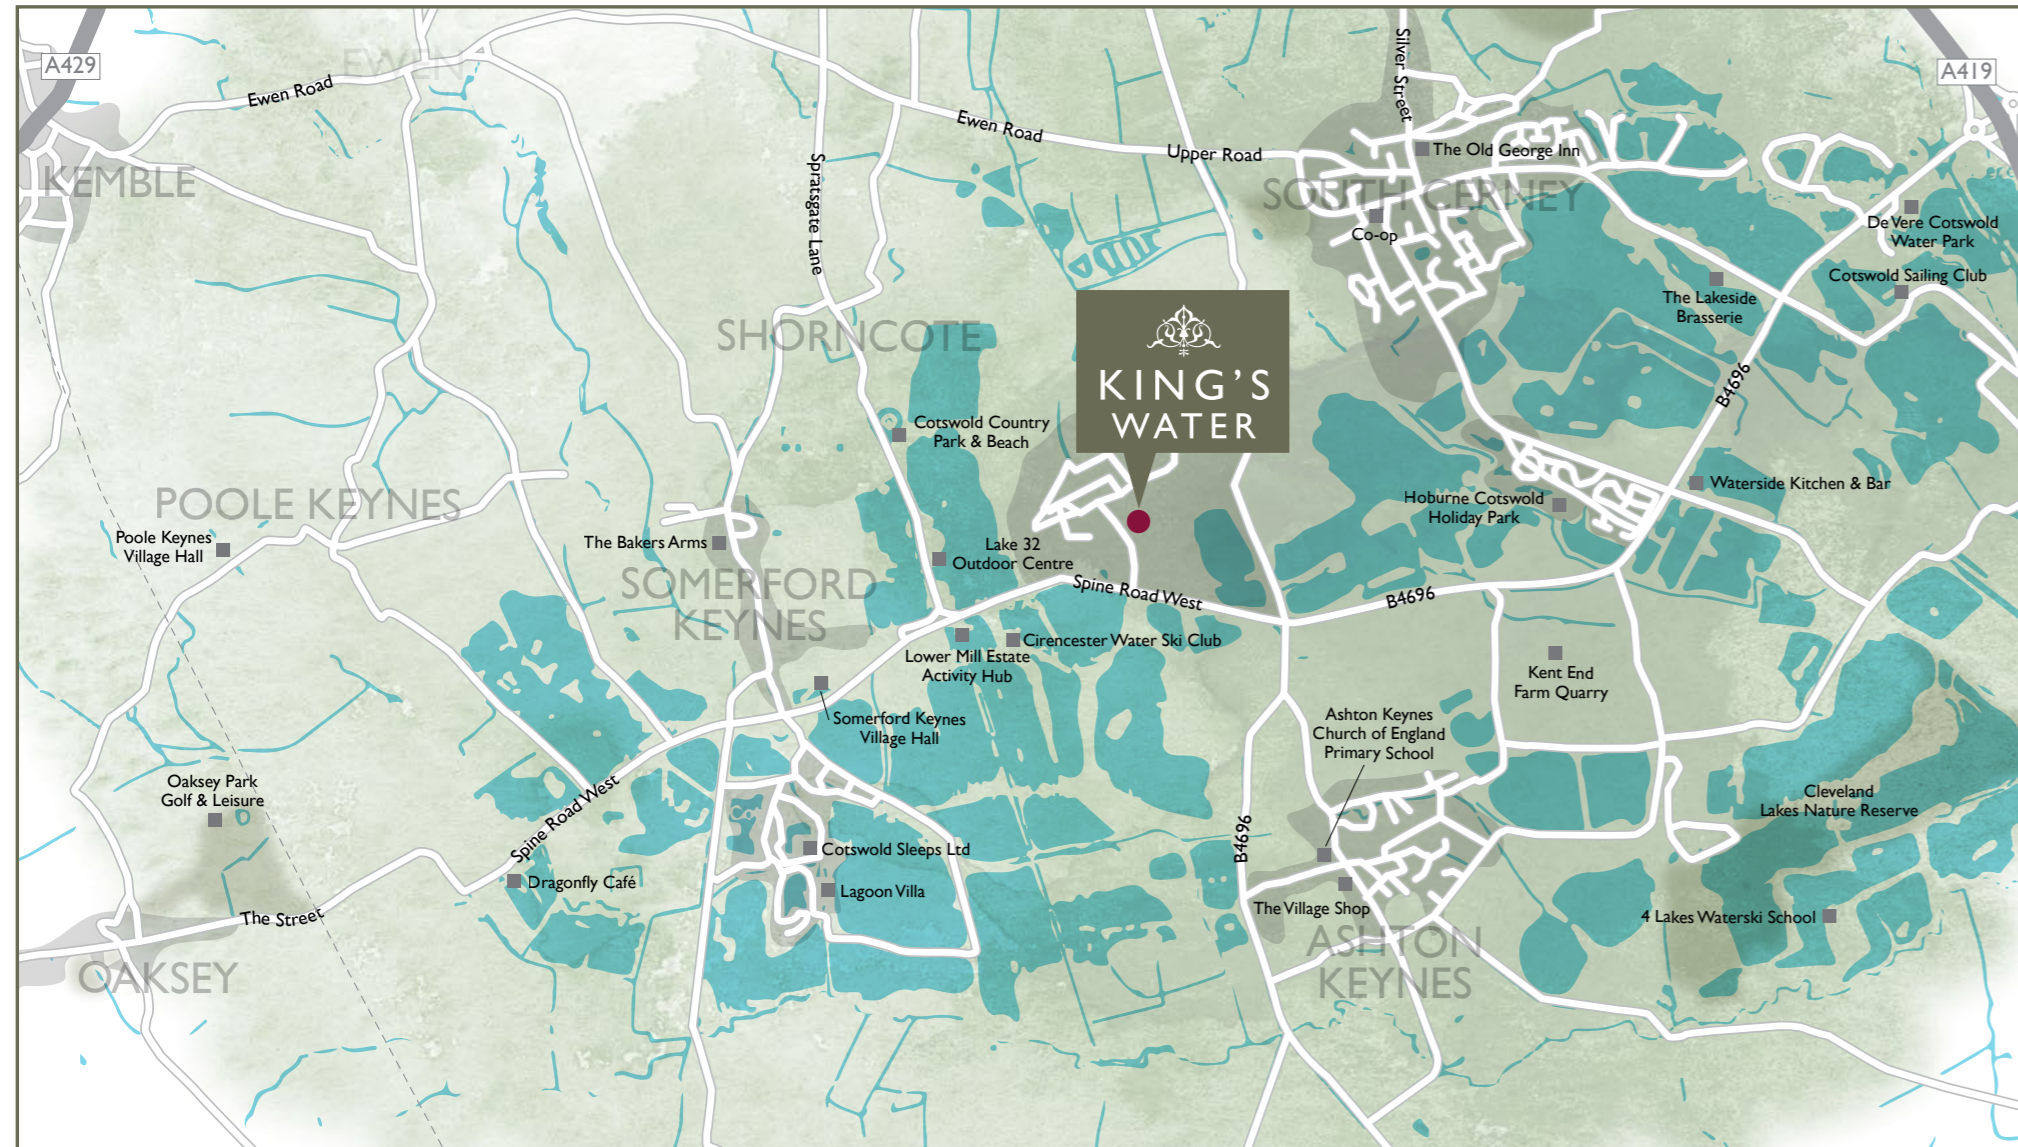 A429
EWEN
Ewen Road
Silver Street
A419
Ewen Road
Upper Road
The Old George Inn
KEMBLE
Spratsgate Lane
SOUTH CERNEY
Co-op
De Vere Cotswold
Water Park
Cotswold Sailing Club
The Lakeside
Brasserie
SHORNCOTE
KING'S
WATER
B4696
Cotswold Country
Park & Beach
POOLE KEYNES
Poole Keynes
Village Hall
The Bakers Arms
Lake 32
Outdoor Centre
Hoburne Cotswold
Holiday Park
Waterside Kitchen & Bar
SOMERFORD
KEYNES
Spine Road West
B4696
Cirencester Water Ski Club
Lower Mill Estate
Activity Hub
Kent End
Farm Quarry
Somerford Keynes
Village Hall
Ashton Keynes
Church of England
Primary School
Oaksey Park
Golf & Leisure
Spine Road West
Cleveland
Lakes Nature Reserve
B4696
Cotswold Sleeps Ltd
Dragonfly Café
Lagoon Villa
The Village Shop
The Street
4 Lakes Waterski School
OAKSEY
ASHTON
KEYNES